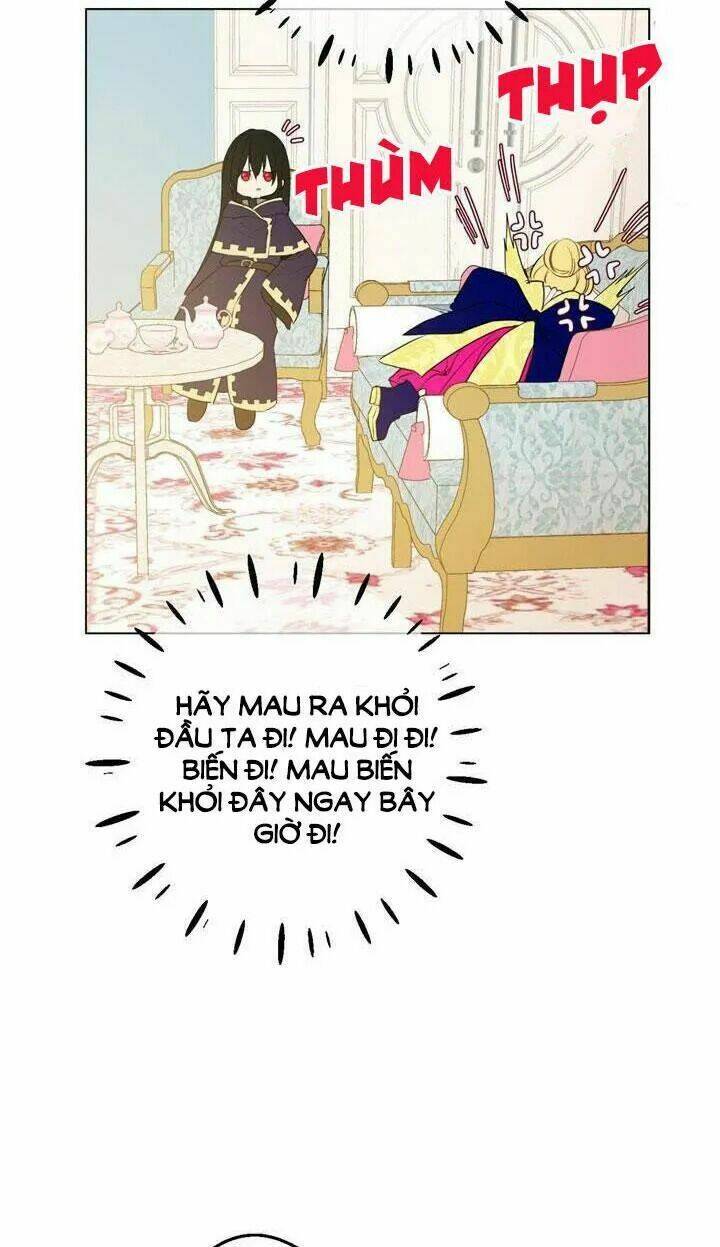 THỤP
THÙM
HÃY MAU RA KHỎI
ĐẦU TA ĐI! MAU ĐI ĐI!
BIẾN ĐI! MAU BIẾN
KHỎI ĐÂY NGAY BÂY
GIỜ ĐI!